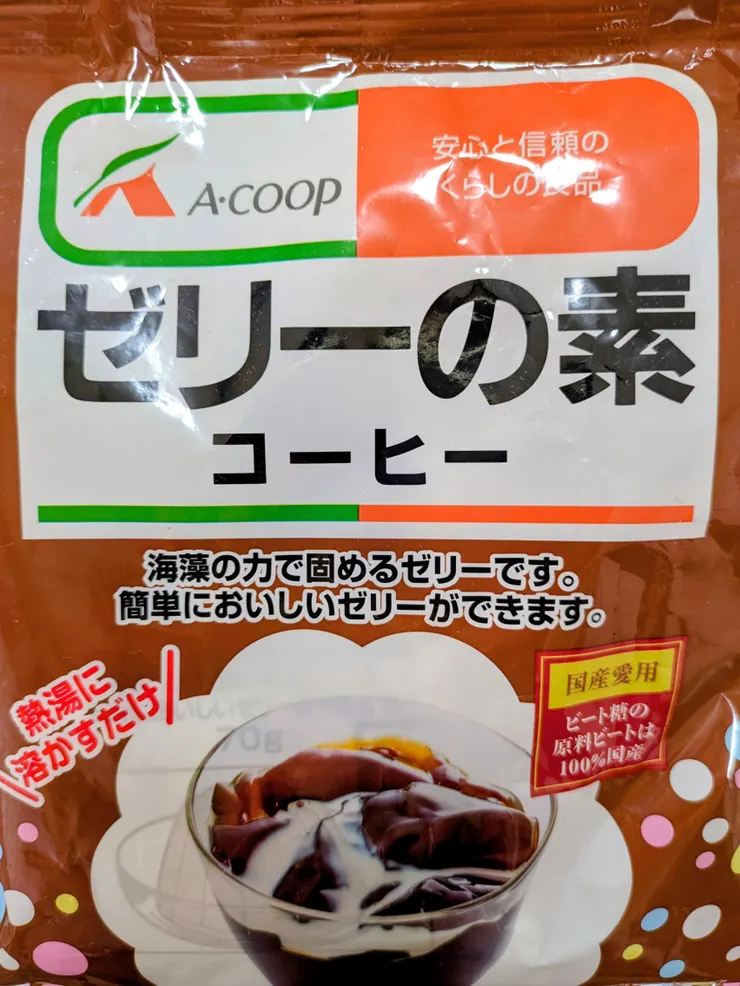 A·COOP
安心と信頼の
くらしの食品
ゼリーの素
コーヒー
海藻の力で固めるゼリーです。
簡単においしいゼリーができます。
熱湯に
溶かすだけ
国産愛用
ビート糖の
原料ビートは
100%国産
70g